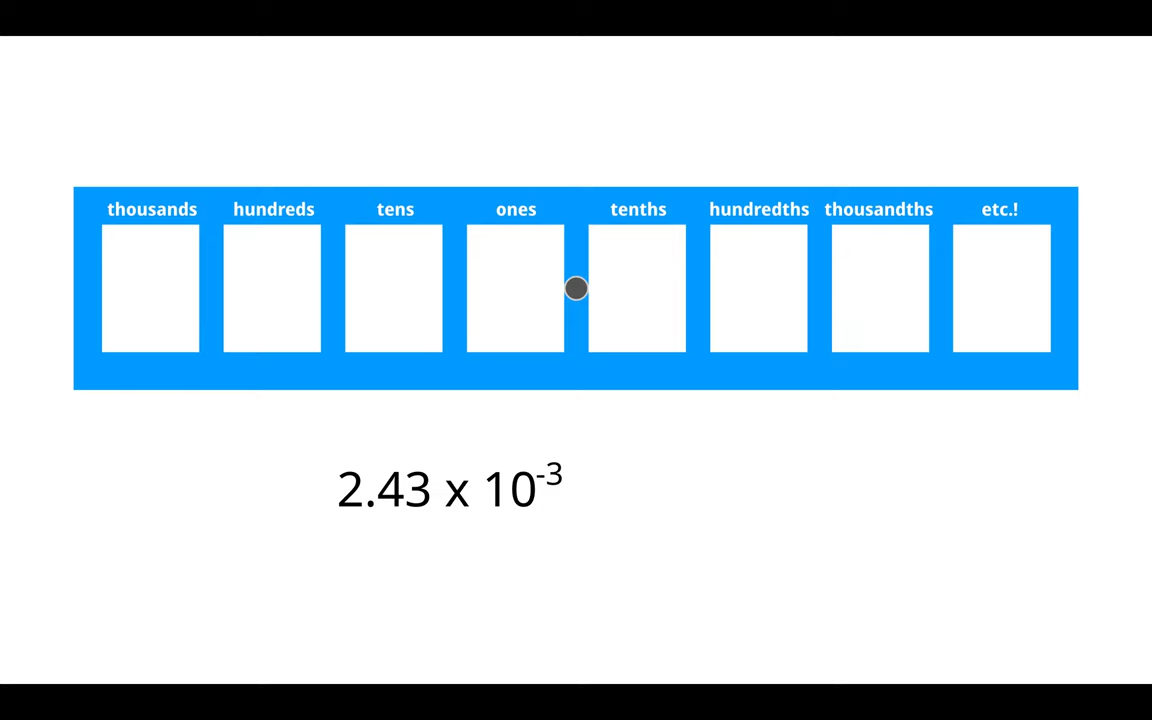 thousands hundreds tens ones tenths hundredths thousandths etc.!
2.43 x 10⁻³